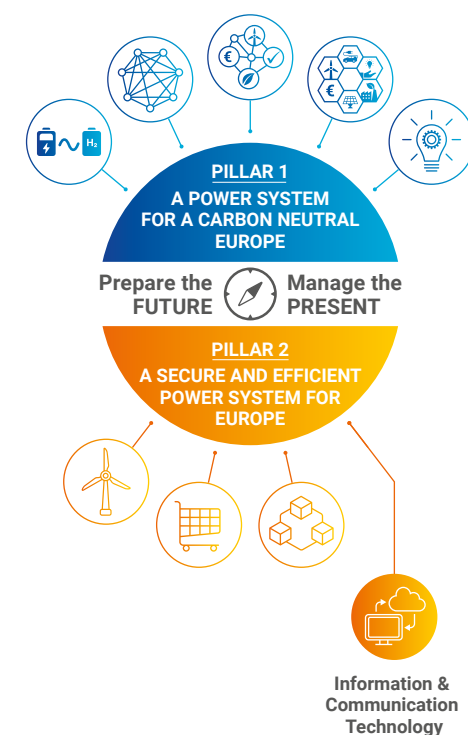 H₂
€
€
PILLAR 1
A POWER SYSTEM
FOR A CARBON NEUTRAL
EUROPE
Prepare the
FUTURE
Manage the
PRESENT
PILLAR 2
A SECURE AND EFFICIENT
POWER SYSTEM FOR
EUROPE
Information &
Communication
Technology